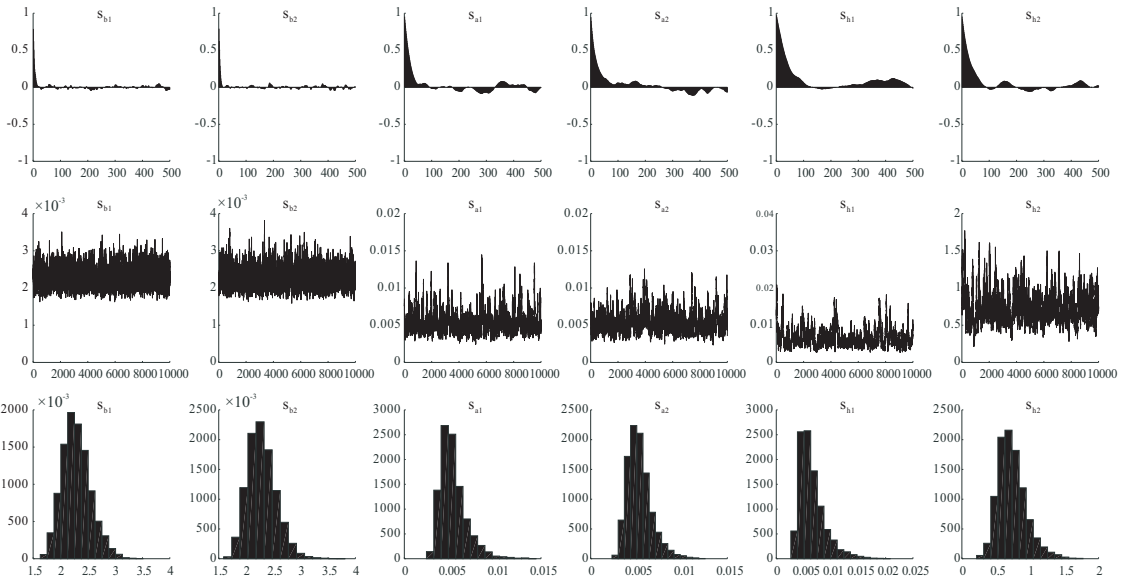 s_b1 s_b2 s_a1 s_a2 s_h1 s_h2
1 1 1 1 1 1
0.5 0.5 0.5 0.5 0.5 0.5
0 0 0 0 0 0
-0.5 -0.5 -0.5 -0.5 -0.5 -0.5
-1 -1 -1 -1 -1 -1
0 100 200 300 400 500 0 100 200 300 400 500 0 100 200 300 400 500 0 100 200 300 400 500 0 100 200 300 400 500 0 100 200 300 400 500
×10⁻³ s_b1 ×10⁻³ s_b2 s_a1 s_a2 s_h1 s_h2
4 4 0.02 0.02 0.04 2
3 3 0.015 0.015 0.03 1.5
2 2 0.01 0.01 0.02 1
1 1 0.005 0.005 0.01 0.5
0 0 0 0 0 0
0 2000 4000 6000 8000 10000 0 2000 4000 6000 8000 10000 0 2000 4000 6000 8000 10000 0 2000 4000 6000 8000 10000 0 2000 4000 6000 8000 10000 0 2000 4000 6000 8000 10000
×10⁻³ s_b1 ×10⁻³ s_b2 s_a1 s_a2 s_h1 s_h2
2000 2500 3000 2500 3000 2500
1500 2000 2500 2000 2500 2000
1000 1500 2000 1500 2000 1500
500 1000 1500 1000 1500 1000
0 500 1000 500 1000 500
0 500 0 500 0
0 0
1.5 2 2.5 3 3.5 4 1.5 2 2.5 3 3.5 4 0 0.005 0.01 0.015 0 0.005 0.01 0.015 0 0.005 0.01 0.015 0.02 0.025 0 0.5 1 1.5 2